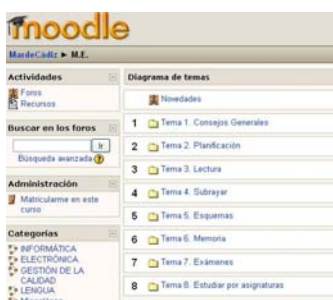 moodle
MardeCádiz ► M.E.
Actividades
Foros
Recursos
Buscar en los foros
Ir
Búsqueda avanzada
Administración
Matricularme en este
curso
Categorías
INFORMÁTICA
ELECTRÓNICA
GESTIÓN DE LA
CALIDAD
LENGUA
Diagrama de temas
Novedades
1 Tema 1. Consejos Generales
2 Tema 2. Planificación
3 Tema 3. Lectura
4 Tema 4. Subrayar
5 Tema 5. Esquemas
6 Tema 6. Memoria
7 Tema 7. Exámenes
8 Tema 8. Estudiar por asignaturas